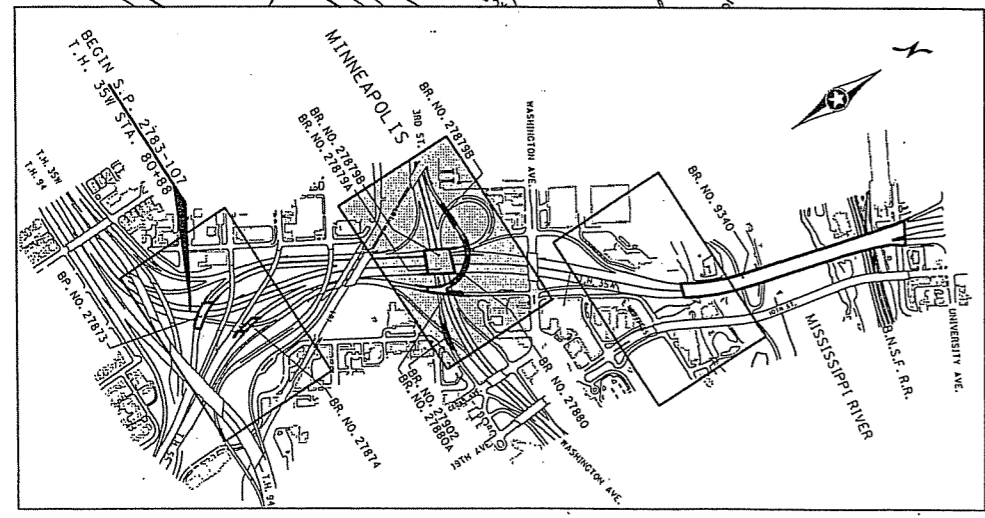 BEGIN S.P. 2783-107
T.H. 35W STA. 80+88
MINNEAPOLIS
3RD ST.
BR. NO. 27879B
BR. NO. 27879B
BR. NO. 27879A
WASHINGTON AVE.
BR. NO. 9340
T.H. 35W
T.H. 94
BR. NO. 27873
T.H. 35W
10TH ST.
MISSISSIPPI RIVER
B.N.S.F. R.R.
UNIVERSITY AVE.
BR. NO. 27874
BR. NO. 27902
BR. NO. 27880A
BR. NO. 27880
19TH AVE.
WASHINGTON AVE.
T.H. 94